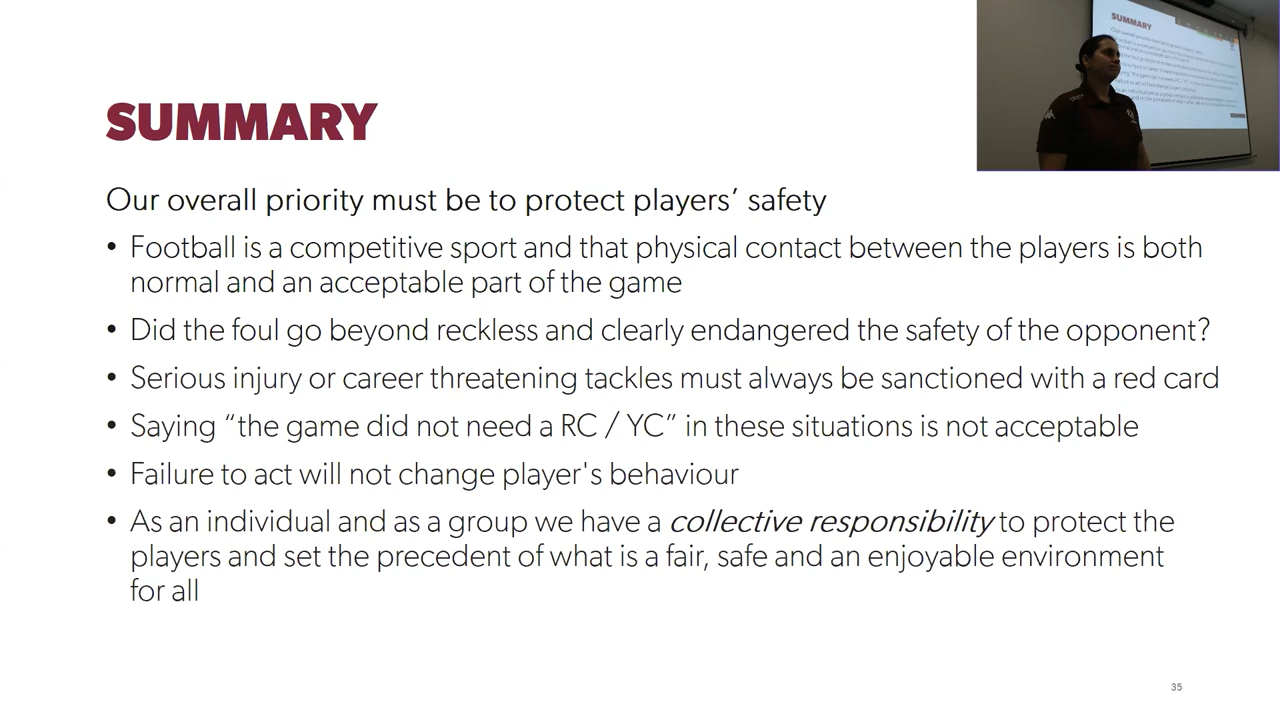 SUMMARY
Our overall priority must be to protect players’ safety
• Football is a competitive sport and that physical contact between the players is both
normal and an acceptable part of the game
• Did the foul go beyond reckless and clearly endangered the safety of the opponent?
• Serious injury or career threatening tackles must always be sanctioned with a red card
• Saying “the game did not need a RC / YC” in these situations is not acceptable
• Failure to act will not change player's behaviour
• As an individual and as a group we have a collective responsibility to protect the
players and set the precedent of what is a fair, safe and an enjoyable environment
for all
35
SUMMARY